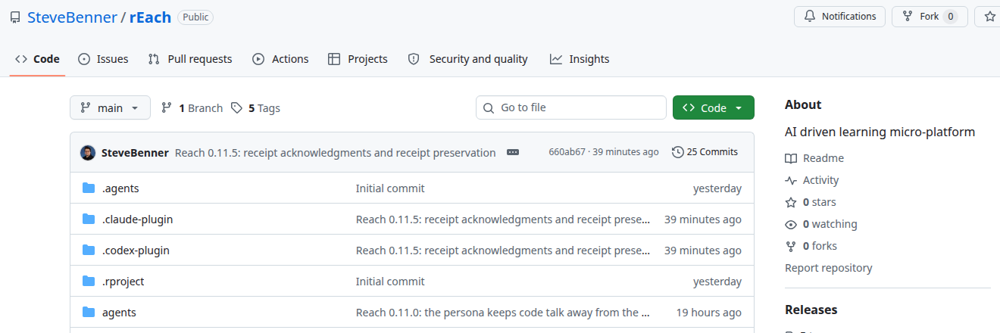 SteveBenner / rEach Public Notifications Fork 0
Code Issues Pull requests Actions Projects Security and quality Insights
main 1 Branch 5 Tags Go to file Code
SteveBenner Reach 0.11.5: receipt acknowledgments and receipt preservation 660ab67 · 39 minutes ago 25 Commits
.agents Initial commit yesterday
.claude-plugin Reach 0.11.5: receipt acknowledgments and receipt prese... 39 minutes ago
.codex-plugin Reach 0.11.5: receipt acknowledgments and receipt prese... 39 minutes ago
.rproject Initial commit yesterday
agents Reach 0.11.0: the persona keeps code talk away from the ... 19 hours ago
About
AI driven learning micro-platform
Readme
Activity
0 stars
0 watching
0 forks
Report repository
Releases